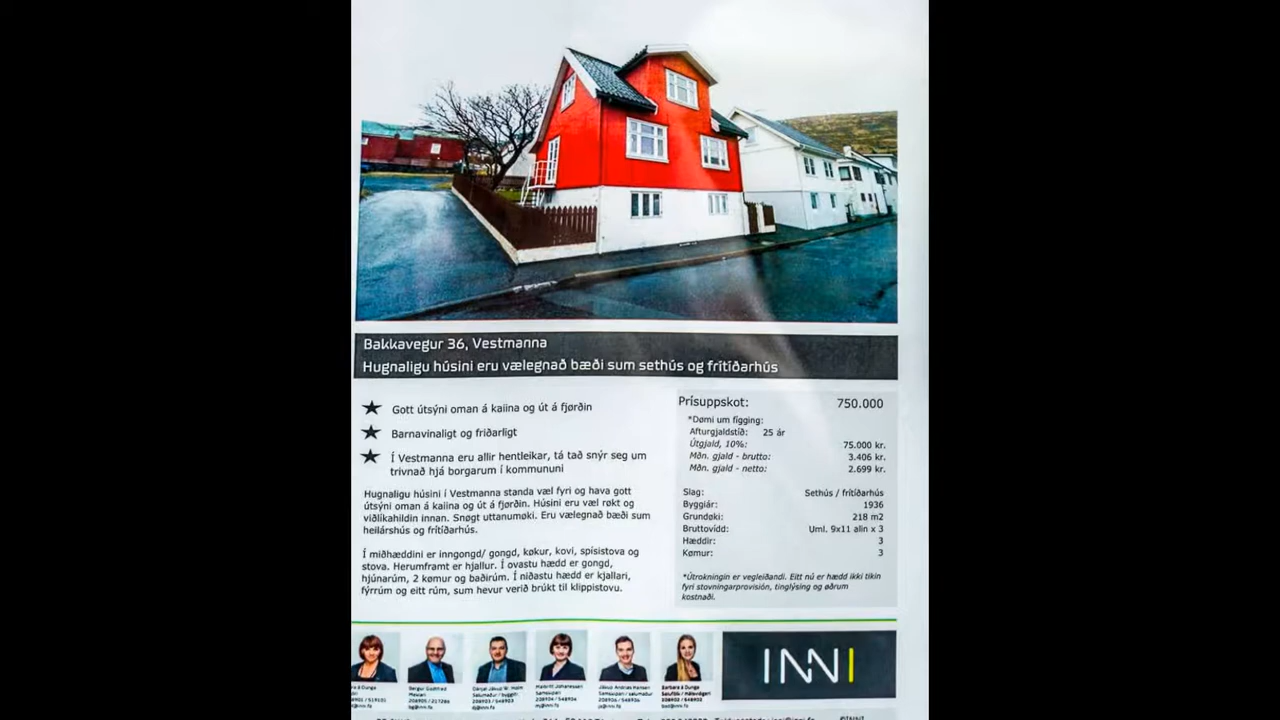 Bakkavegur 36, Vestmanna
Hugnaligu húsini eru vælegnað bæði sum sethús og frítíðarhús
Gott útsýni oman á kaiina og út á fjørðin
Barnavinaligt og friðarligt
Í Vestmanna eru allir hentleikar, tá tað snýr seg um
trivnað hjá borgarum í kommununi
Hugnaligu húsini í Vestmanna standa væl fyri og hava gott
útsýni oman á kaiina og út á fjørðin. Húsini eru væl røkt og
viðlíkahildin innan. Snøgt uttanumøki. Eru vælegnað bæði sum
heilárshús og frítíðarhús.
Í miðhæddini er inngongd/ gongd, køkur, kovi, spísistova og
stova. Herumframt er hjallur. Í ovastu hædd er gongd,
hjúnarúm, 2 kømur og baðirúm. Í niðastu hædd er kjallari,
fýrrúm og eitt rúm, sum hevur verið brúkt til klippistovu.
Prísuppskot: 750.000
*Dømi um figging:
Afturgjaldstíð: 25 ár
Útgjald, 10%: 75.000 kr.
Mðn. gjald - brutto: 3.406 kr.
Mðn. gjald - netto: 2.699 kr.
Slag: Sethús / frítíðarhús
Byggiár: 1936
Grundøki: 218 m2
Bruttovídd: Uml. 9x11 alin x 3
Hæddir: 3
Kømur: 3
*Útrokningin er vegleiðandi. Eitt nú er hædd ikki tikin
fyri stovningarprovisión, tinglýsing og øðrum
kostnaði.
INNI